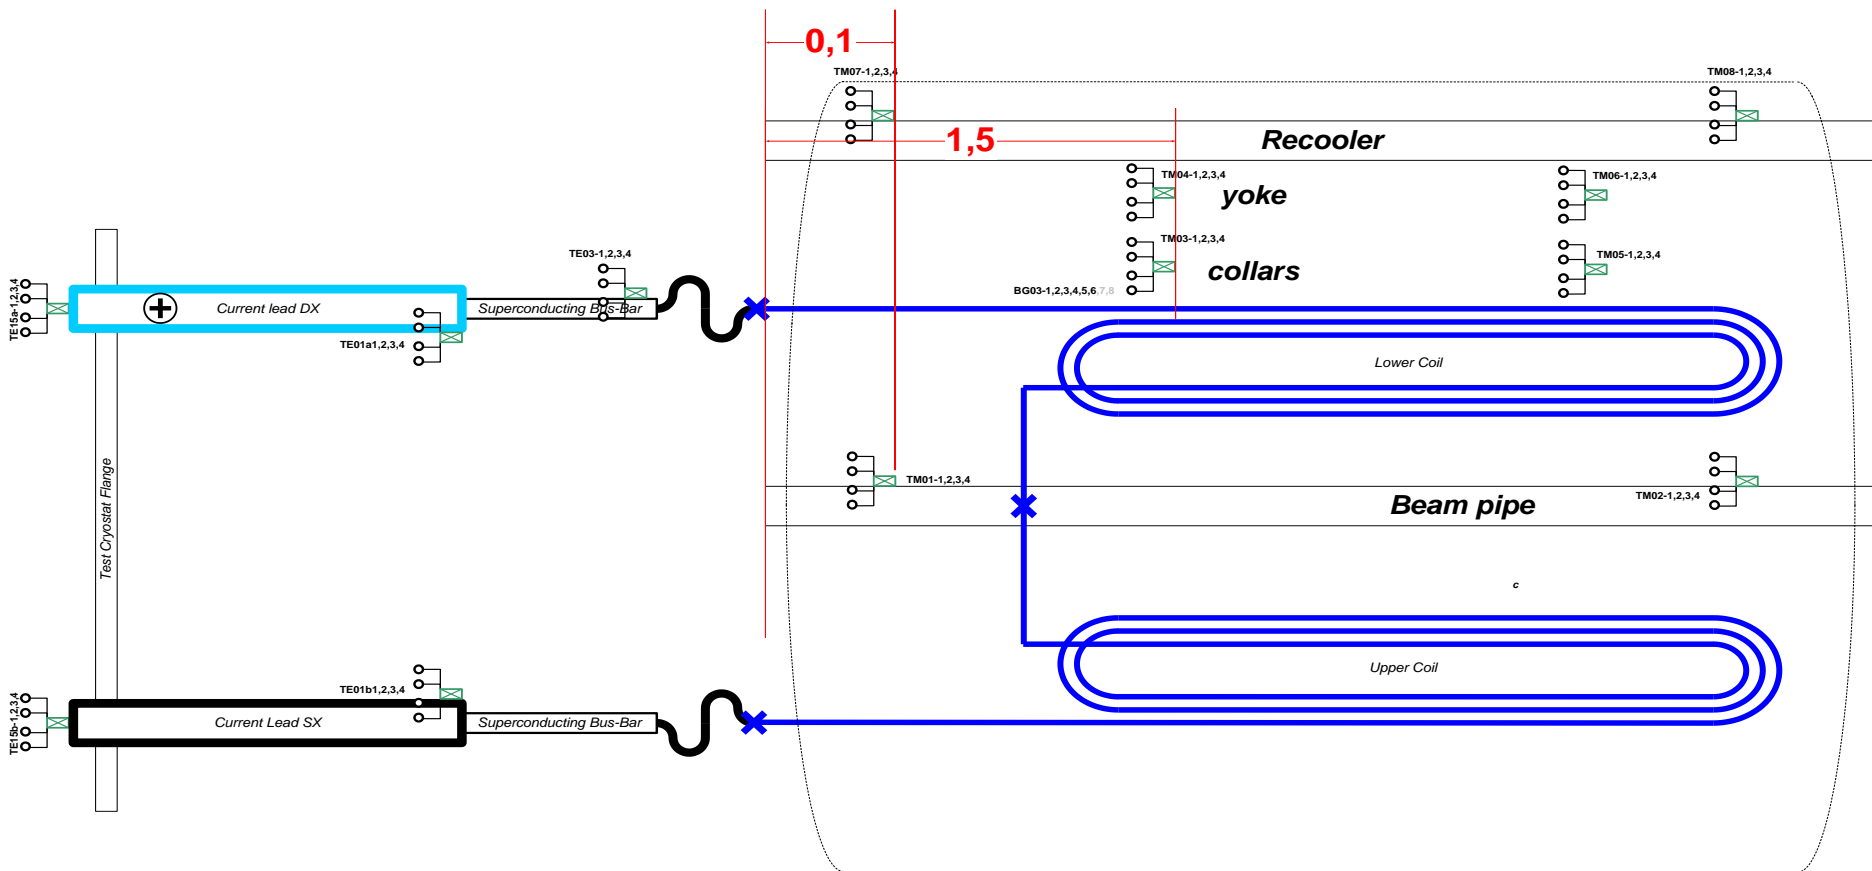 0,1
TM07-1,2,3,4
TM08-1,2,3,4
1,5
Recooler
TM04-1,2,3,4
yoke
TM06-1,2,3,4
TM03-1,2,3,4
collars
TM05-1,2,3,4
TE03-1,2,3,4
BG03-1,2,3,4,5,6,7,8
TE15a-1,2,3,4
Current lead DX
Superconducting Bus-Bar
TE01a1,2,3,4
Lower Coil
Test Cryostat Flange
TM01-1,2,3,4
TM02-1,2,3,4
Beam pipe
c
Upper Coil
TE01b1,2,3,4
TE15b-1,2,3,4
Current Lead SX
Superconducting Bus-Bar